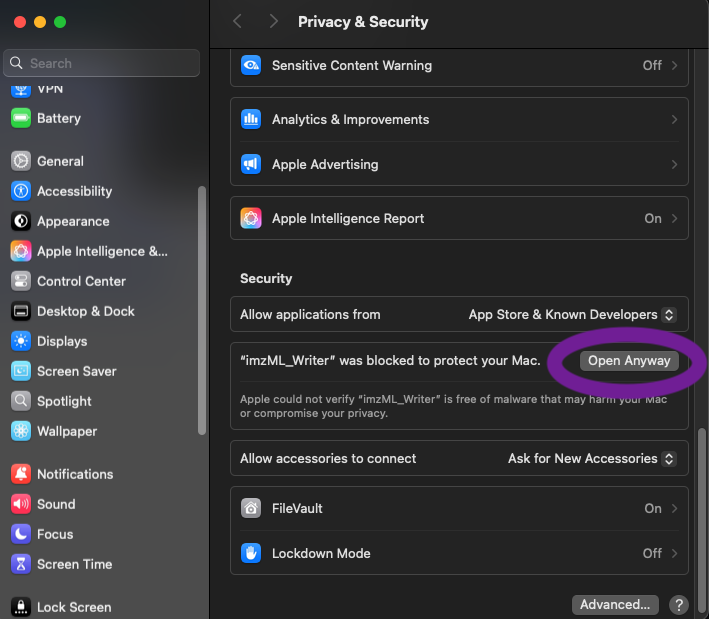 Privacy & Security
Search
VPN
Battery
General
Accessibility
Appearance
Apple Intelligence &...
Control Center
Desktop & Dock
Displays
Screen Saver
Spotlight
Wallpaper
Notifications
Sound
Focus
Screen Time
Lock Screen
Sensitive Content Warning Off
Analytics & Improvements
Apple Advertising
Apple Intelligence Report On
Security
Allow applications from App Store & Known Developers
“imzML_Writer” was blocked to protect your Mac. Open Anyway
Apple could not verify “imzML_Writer” is free of malware that may harm your Mac
or compromise your privacy.
Allow accessories to connect Ask for New Accessories
FileVault On
Lockdown Mode Off
Advanced... ?